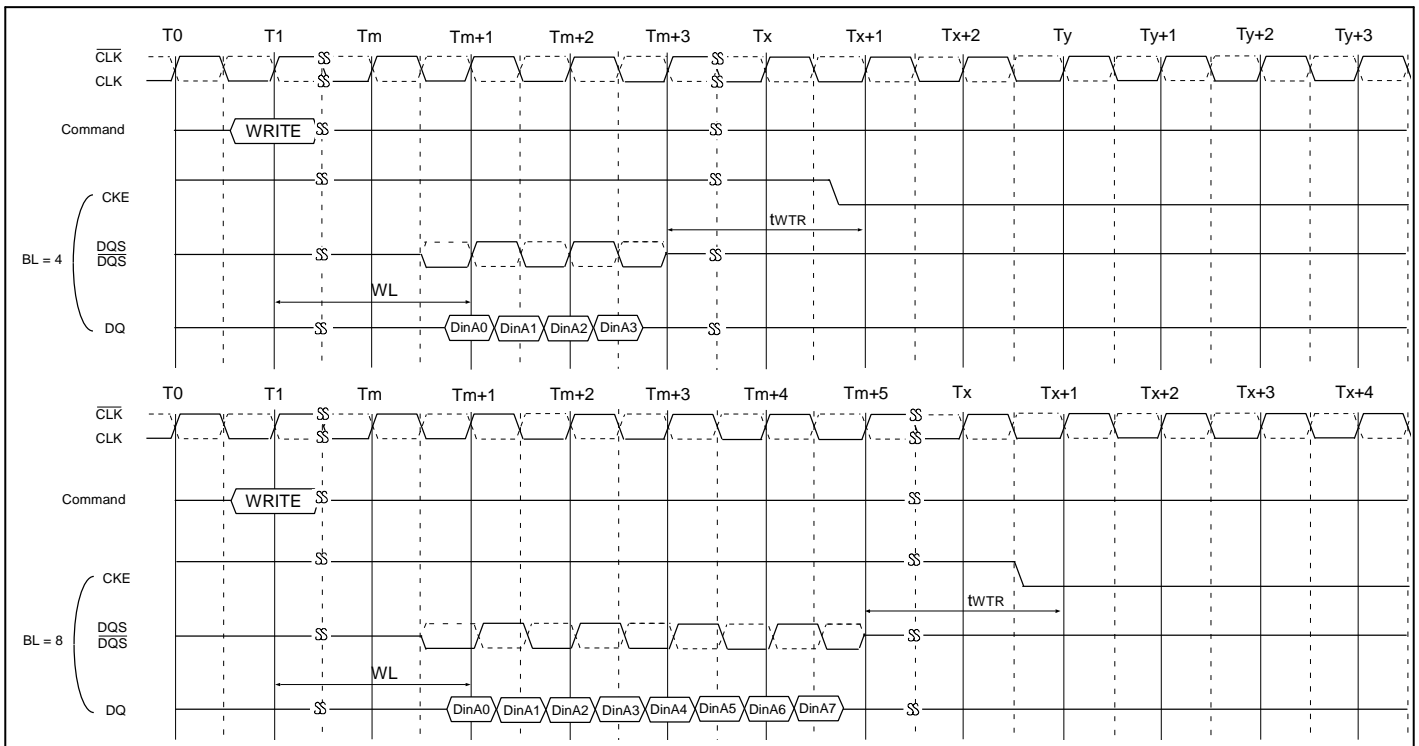 T0 T1 Tm Tm+1 Tm+2 Tm+3 Tx Tx+1 Tx+2 Ty Ty+1 Ty+2 Ty+3
CLK
CLK
Command WRITE
CKE
tWTR
BL = 4
DQS
DQS
WL
DQ DinA0 DinA1 DinA2 DinA3
T0 T1 Tm Tm+1 Tm+2 Tm+3 Tm+4 Tm+5 Tx Tx+1 Tx+2 Tx+3 Tx+4
CLK
CLK
Command WRITE
CKE
tWTR
BL = 8
DQS
DQS
WL
DQ DinA0 DinA1 DinA2 DinA3 DinA4 DinA5 DinA6 DinA7